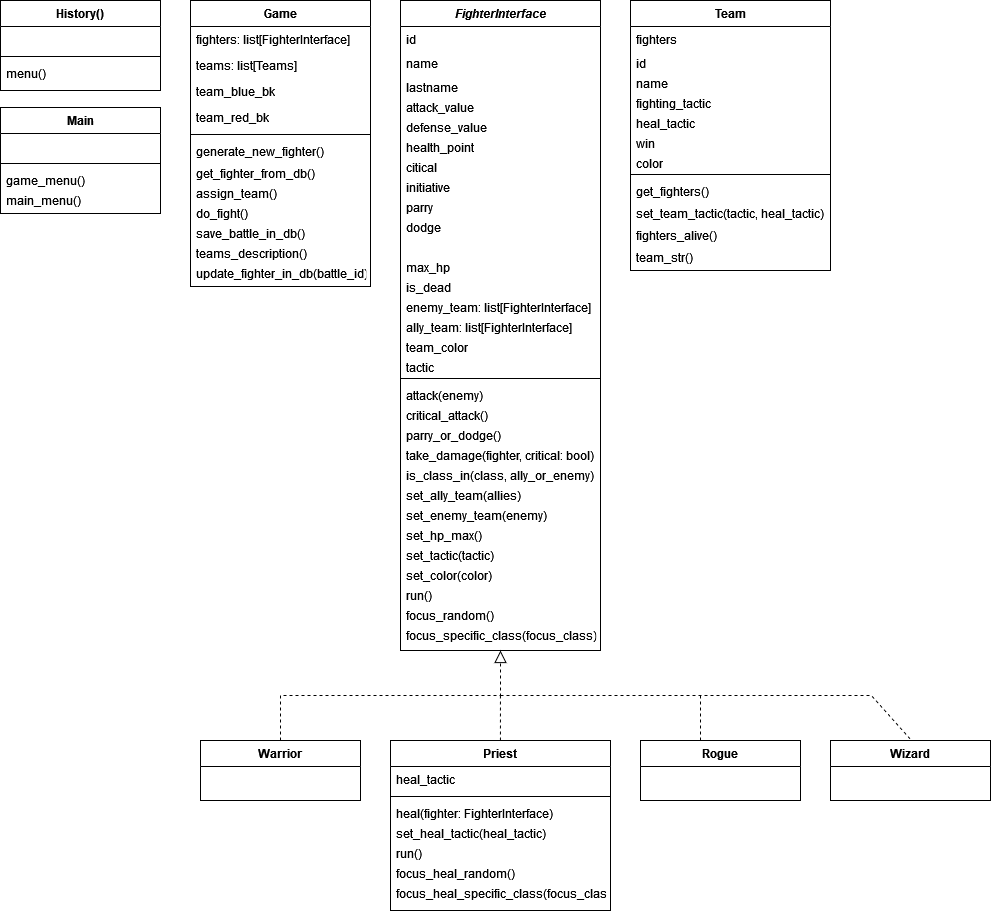 History()
menu()
Main
game_menu()
main_menu()
Game
fighters: list[FighterInterface]
teams: list[Teams]
team_blue_bk
team_red_bk
generate_new_fighter()
get_fighter_from_db()
assign_team()
do_fight()
save_battle_in_db()
teams_description()
update_fighter_in_db(battle_id)
FighterInterface
id
name
lastname
attack_value
defense_value
health_point
citical
initiative
parry
dodge
max_hp
is_dead
enemy_team: list[FighterInterface]
ally_team: list[FighterInterface]
team_color
tactic
attack(enemy)
critical_attack()
parry_or_dodge()
take_damage(fighter, critical: bool)
is_class_in(class, ally_or_enemy)
set_ally_team(allies)
set_enemy_team(enemy)
set_hp_max()
set_tactic(tactic)
set_color(color)
run()
focus_random()
focus_specific_class(focus_class)
Team
fighters
id
name
fighting_tactic
heal_tactic
win
color
get_fighters()
set_team_tactic(tactic, heal_tactic)
fighters_alive()
team_str()
Warrior
Priest
heal_tactic
heal(fighter: FighterInterface)
set_heal_tactic(heal_tactic)
run()
focus_heal_random()
focus_heal_specific_class(focus_clas
Rogue
Wizard